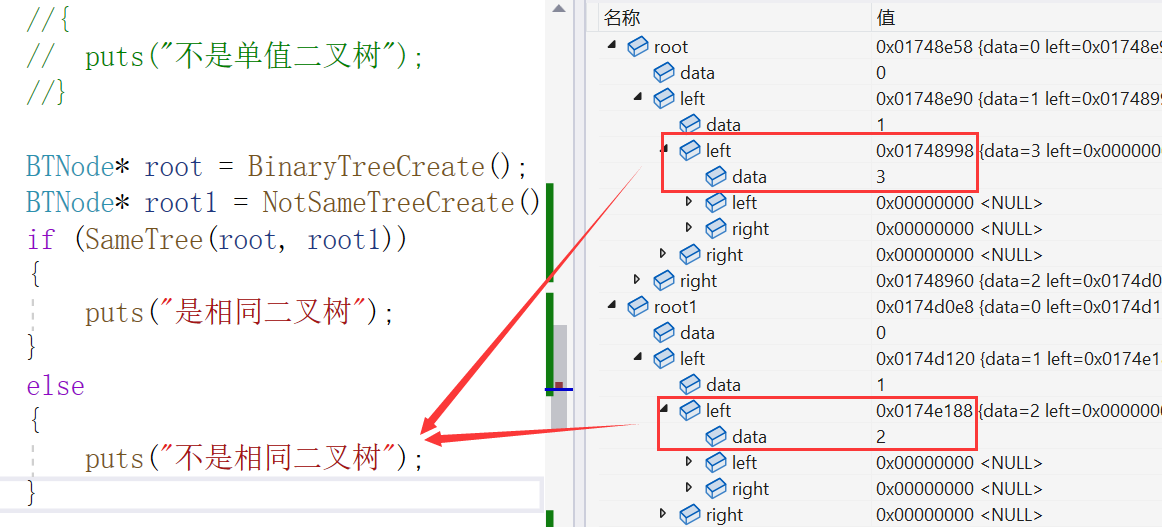 //{
//  puts("不是单值二叉树");
//}
BTNode* root = BinaryTreeCreate();
BTNode* root1 = NotSameTreeCreate()
if (SameTree(root, root1))
{
puts("是相同二叉树");
}
else
{
puts("不是相同二叉树");
}
名称 值
root 0x01748e58 {data=0 left=0x01748e9
data 0
left 0x01748e90 {data=1 left=0x0174899
data 1
left 0x01748998 {data=3 left=0x000000
data 3
left 0x00000000 <NULL>
right 0x00000000 <NULL>
right 0x00000000 <NULL>
right 0x01748960 {data=2 left=0x0174d0
root1 0x0174d0e8 {data=0 left=0x0174d1
data 0
left 0x0174d120 {data=1 left=0x0174e1
data 1
left 0x0174e188 {data=2 left=0x000000
data 2
left 0x00000000 <NULL>
right 0x00000000 <NULL>
right 0x00000000 <NULL>